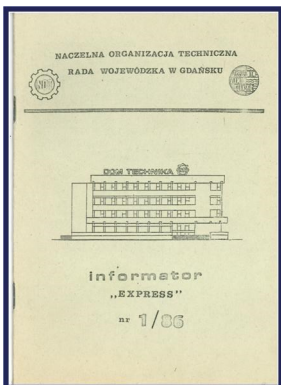 NACZELNA ORGANIZACJA TECHNICZNA
RADA WOJEWÓDZKA W GDAŃSKU
DOM TECHNIKA
informator
„EXPRESS"
nr 1/86